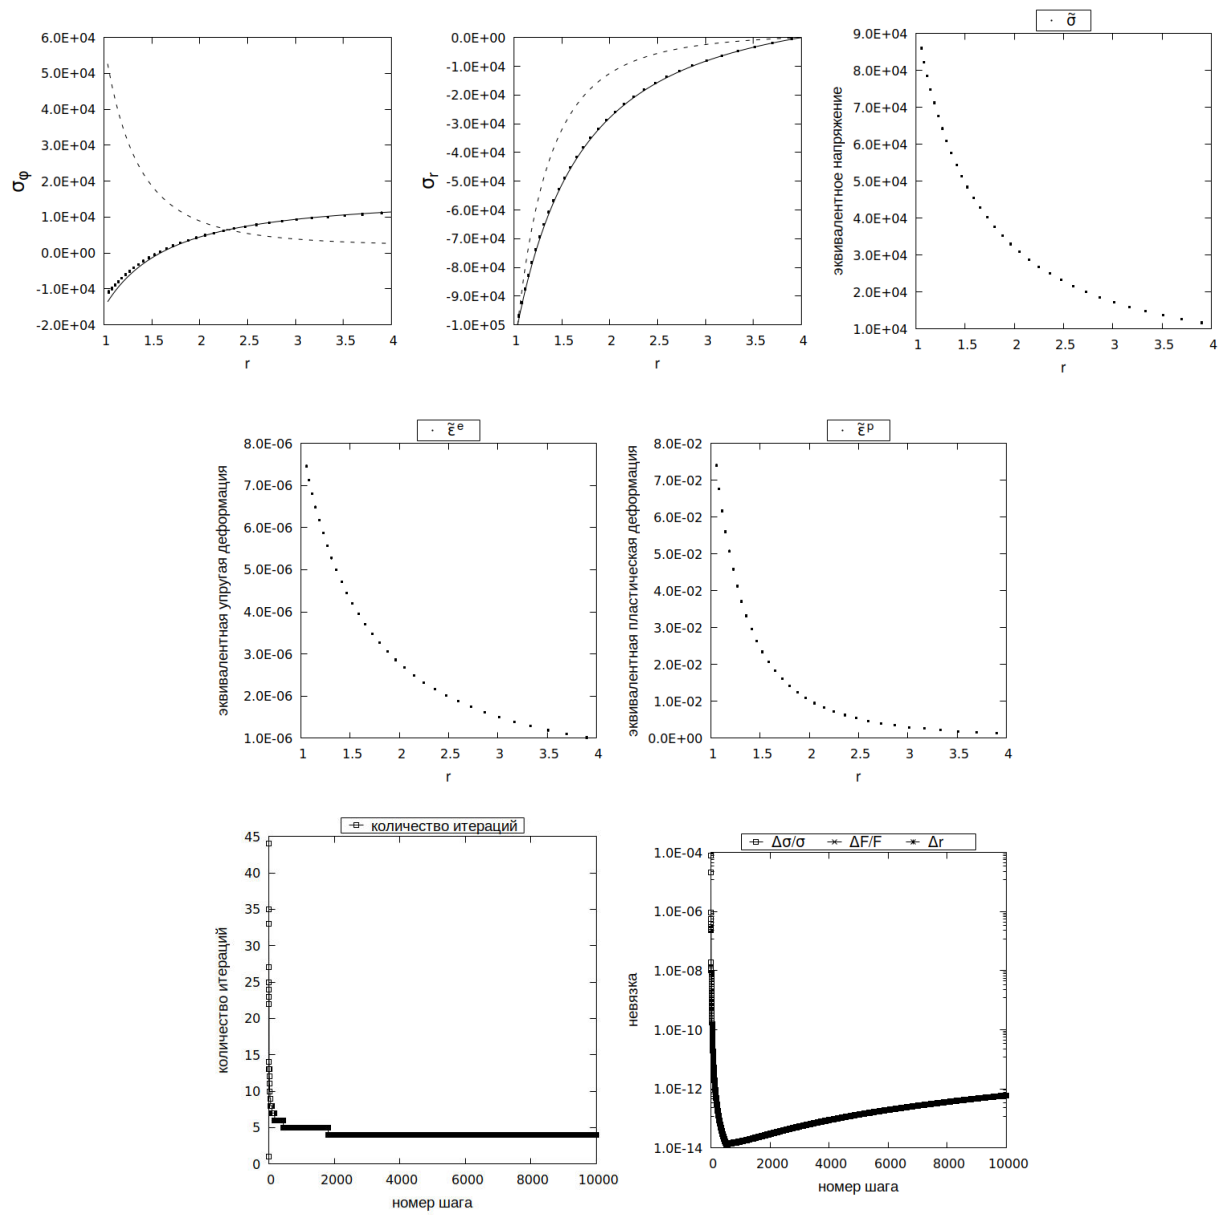 6.0E+04
5.0E+04
4.0E+04
3.0E+04
2.0E+04
1.0E+04
0.0E+00
-1.0E+04
-2.0E+04
σφ
1 1.5 2 2.5 3 3.5 4
r
0.0E+00
-1.0E+04
-2.0E+04
-3.0E+04
-4.0E+04
-5.0E+04
-6.0E+04
-7.0E+04
-8.0E+04
-9.0E+04
-1.0E+05
σr
1 1.5 2 2.5 3 3.5 4
r
σ̃
9.0E+04
8.0E+04
7.0E+04
6.0E+04
5.0E+04
4.0E+04
3.0E+04
2.0E+04
1.0E+04
эквивалентное напряжение
1 1.5 2 2.5 3 3.5 4
r
ε̃e
8.0E-06
7.0E-06
6.0E-06
5.0E-06
4.0E-06
3.0E-06
2.0E-06
1.0E-06
эквивалентная упругая деформация
1 1.5 2 2.5 3 3.5 4
r
ε̃p
8.0E-02
7.0E-02
6.0E-02
5.0E-02
4.0E-02
3.0E-02
2.0E-02
1.0E-02
0.0E+00
эквивалентная пластическая деформация
1 1.5 2 2.5 3 3.5 4
r
количество итераций
45
40
35
30
25
20
15
10
5
0
количество итераций
0 2000 4000 6000 8000 10000
номер шага
Δσ/σ ΔF/F Δr
1.0E-04
1.0E-06
1.0E-08
1.0E-10
1.0E-12
1.0E-14
невязка
0 2000 4000 6000 8000 10000
номер шага